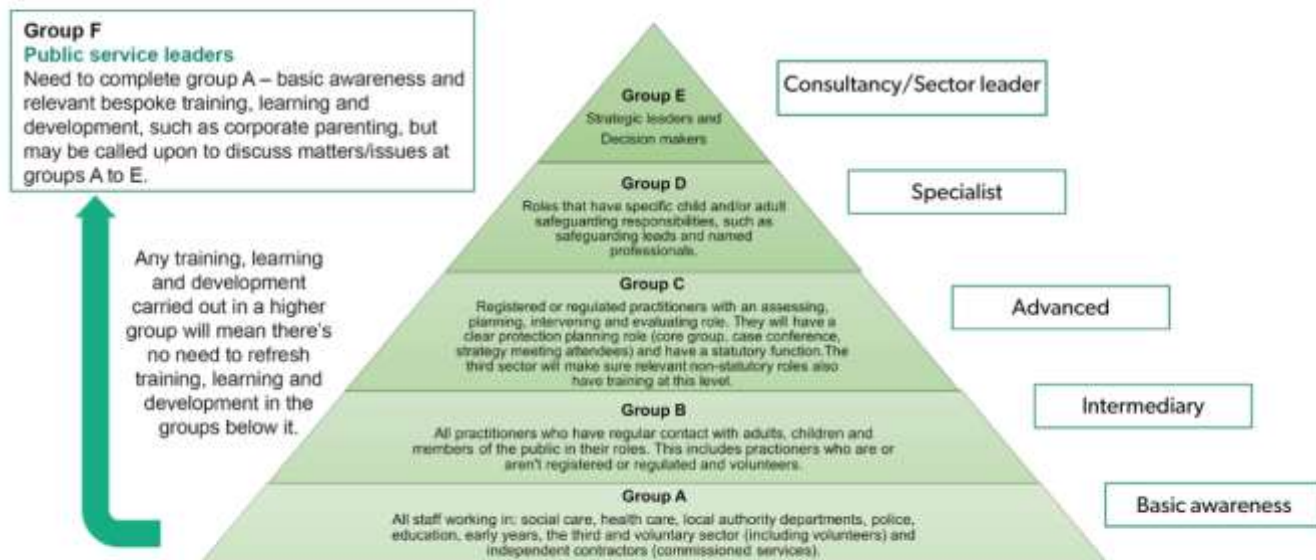 Group F
Public service leaders
Need to complete group A – basic awareness and
relevant bespoke training, learning and
development, such as corporate parenting, but
may be called upon to discuss matters/issues at
groups A to E.
Any training, learning
and development
carried out in a higher
group will mean there's
no need to refresh
training, learning and
development in the
groups below it.
Group E
Strategic leaders and
Decision makers
Consultancy/Sector leader
Group D
Roles that have specific child and/or adult
safeguarding responsibilities, such as
safeguarding leads and named
professionals.
Specialist
Group C
Registered or regulated practitioners with an assessing,
planning, intervening and evaluating role. They will have a
clear protection planning role (core group, case conference,
strategy meeting attendees) and have a statutory function.The
third sector will make sure relevant non-statutory roles also
have training at this level.
Advanced
Group B
All practitioners who have regular contact with adults, children and
members of the public in their roles. This includes practioners who are or
aren't registered or regulated and volunteers.
Intermediary
Group A
All staff working in: social care, health care, local authority departments, police,
education, early years, the third and voluntary sector (including volunteers) and
independent contractors (commissioned services).
Basic awareness